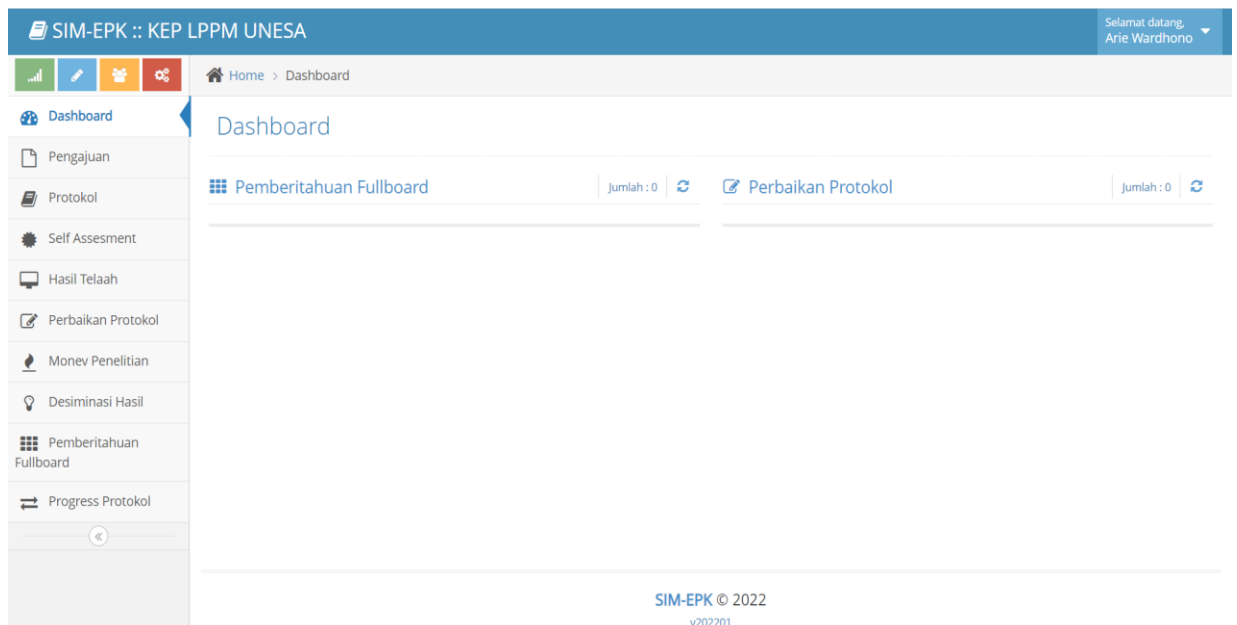 SIM-EPK :: KEP LPPM UNESA
Selamat datang,
Arie Wardhono
Home > Dashboard
Dashboard
Pengajuan
Protokol
Self Assesment
Hasil Telaah
Perbaikan Protokol
Monev Penelitian
Desiminasi Hasil
Pemberitahuan
Fullboard
Progress Protokol
Dashboard
Pemberitahuan Fullboard
Jumlah : 0
Perbaikan Protokol
Jumlah : 0
SIM-EPK © 2022
v202201